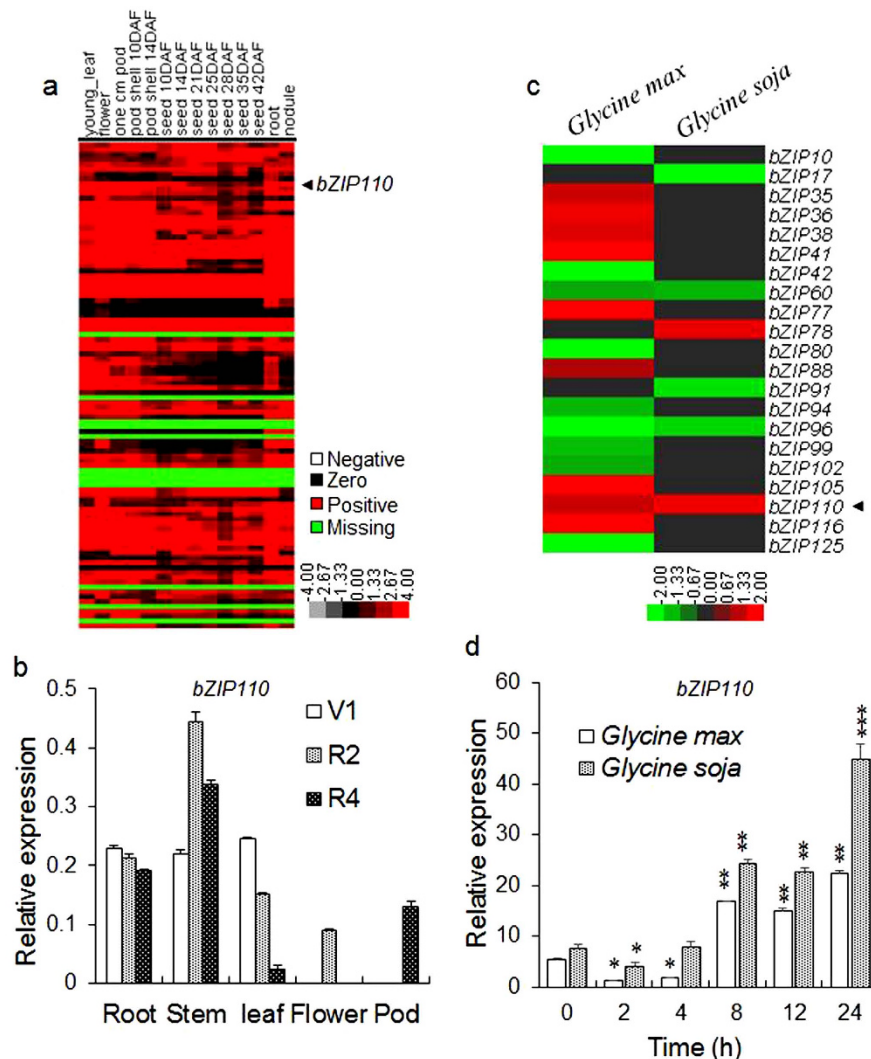 a
young_leaf
flower
one cm pod
pod shell 10DAF
pod shell 14DAF
seed 10DAF
seed 14DAF
seed 21DAF
seed 25DAF
seed 28DAF
seed 35DAF
seed 42DAF
root
nodule
bZIP110
Negative
Zero
Positive
Missing
-4.00
-2.67
-1.33
0.00
1.33
2.67
4.00
c
Glycine max
Glycine soja
bZIP10
bZIP17
bZIP35
bZIP36
bZIP38
bZIP41
bZIP42
bZIP60
bZIP77
bZIP78
bZIP80
bZIP88
bZIP91
bZIP94
bZIP96
bZIP99
bZIP102
bZIP105
bZIP110
bZIP116
bZIP125
-2.00
-1.33
-0.67
0.00
0.67
1.33
2.00
b
bZIP110
Relative expression
0.5
0.4
0.3
0.2
0.1
0
V1
R2
R4
Root Stem leaf Flower Pod
d
bZIP110
Relative expression
60
50
40
30
20
10
0
Glycine max
Glycine soja
* * * ** ** ** ** ** ***
0 2 4 8 12 24
Time (h)